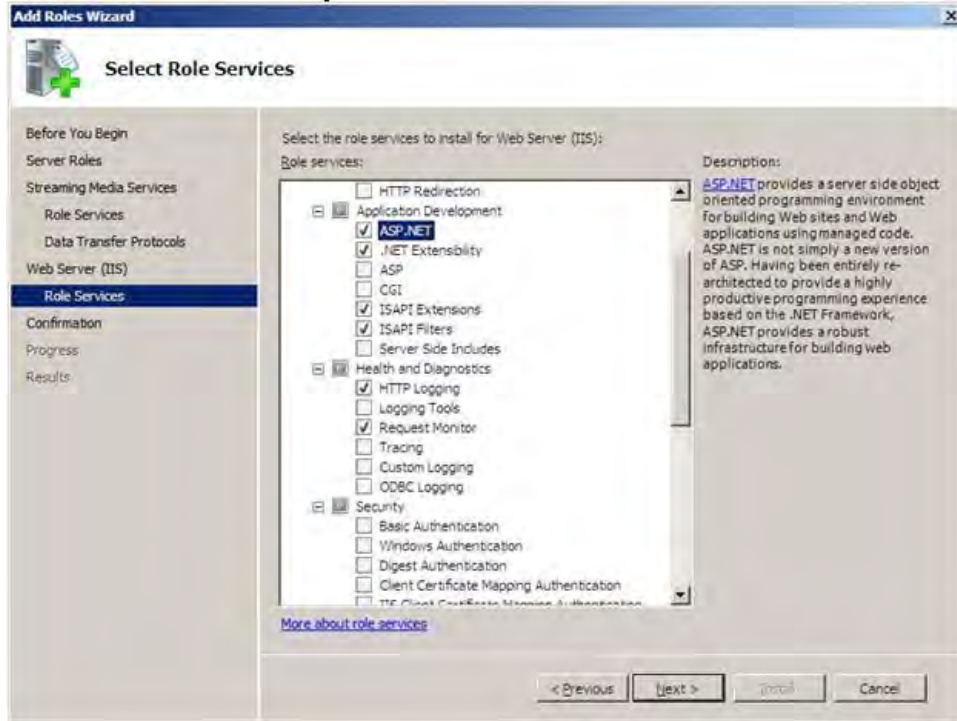 Add Roles Wizard
Select Role Services
Before You Begin
Server Roles
Streaming Media Services
Role Services
Data Transfer Protocols
Web Server (IIS)
Role Services
Confirmation
Progress
Results
Select the role services to install for Web Server (IIS):
Role services:
HTTP Redirection
Application Development
ASP.NET
.NET Extensibility
ASP
CGI
ISAPI Extensions
ISAPI Filters
Server Side Includes
Health and Diagnostics
HTTP Logging
Logging Tools
Request Monitor
Tracing
Custom Logging
ODBC Logging
Security
Basic Authentication
Windows Authentication
Digest Authentication
Client Certificate Mapping Authentication
IIS Client Certificate Mapping Authentication
More about role services
Description:
ASP.NET provides a server side object
oriented programming environment
for building Web sites and Web
applications using managed code.
ASP.NET is not simply a new version
of ASP. Having been entirely re-
architected to provide a highly
productive programming experience
based on the .NET Framework,
ASP.NET provides a robust
infrastructure for building web
applications.
< Previous
Next >
Install
Cancel